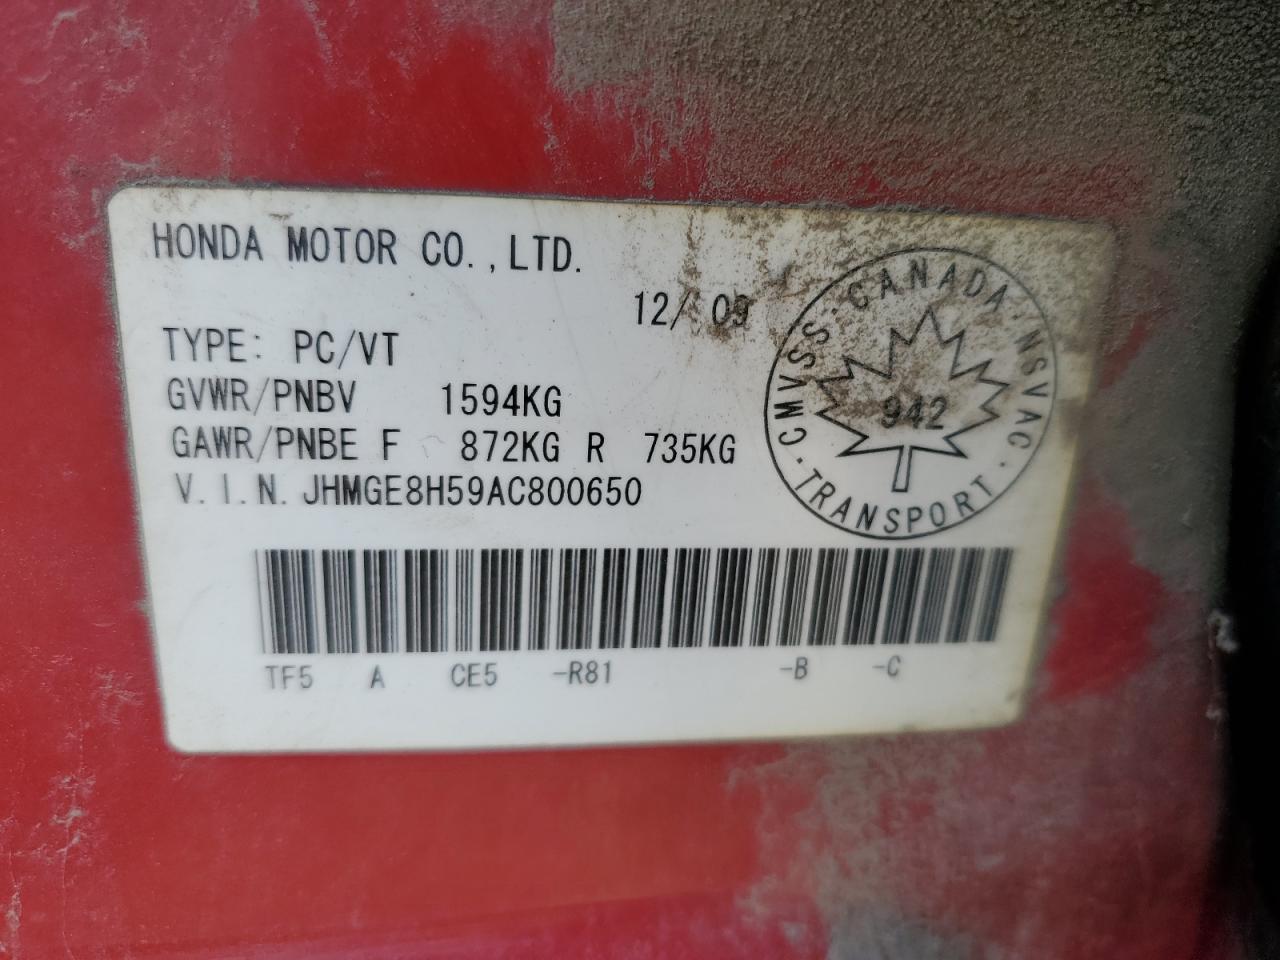 HONDA MOTOR CO.,LTD.
12/ 09
TYPE: PC/VT
GVWR/PNBV 1594KG
GAWR/PNBE F 872KG R 735KG
V.I.N. JHMGE8H59AC800650
CANADA · NSVAC · TRANSPORT · CMVSS ·
942
TF5 A CE5 -R81 -B -C